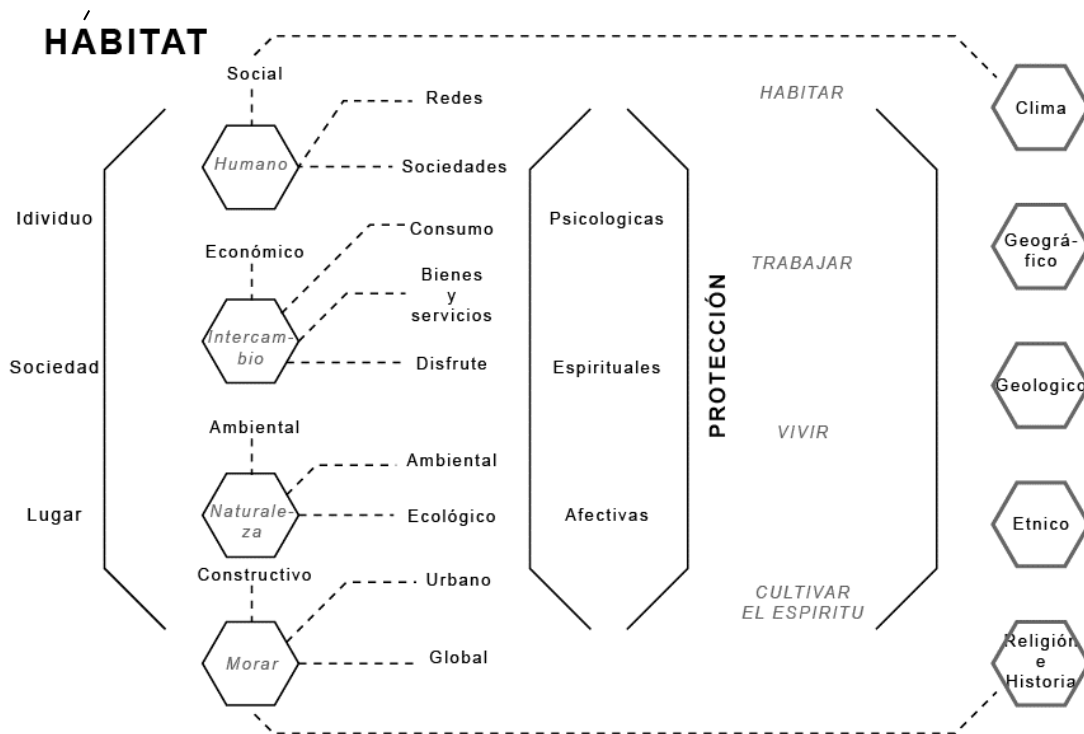 HÁBITAT
Idividuo
Sociedad
Lugar
Social
Humano
Redes
Sociedades
Económico
Intercam-
bio
Consumo
Bienes
y
servicios
Disfrute
Ambiental
Naturale-
za
Ambiental
Ecológico
Constructivo
Morar
Urbano
Global
Psicologicas
Espirituales
Afectivas
PROTECCIÓN
HABITAR
TRABAJAR
VIVIR
CULTIVAR
EL ESPIRITU
Clima
Geográ-
fico
Geologico
Etnico
Religión
e
Historia